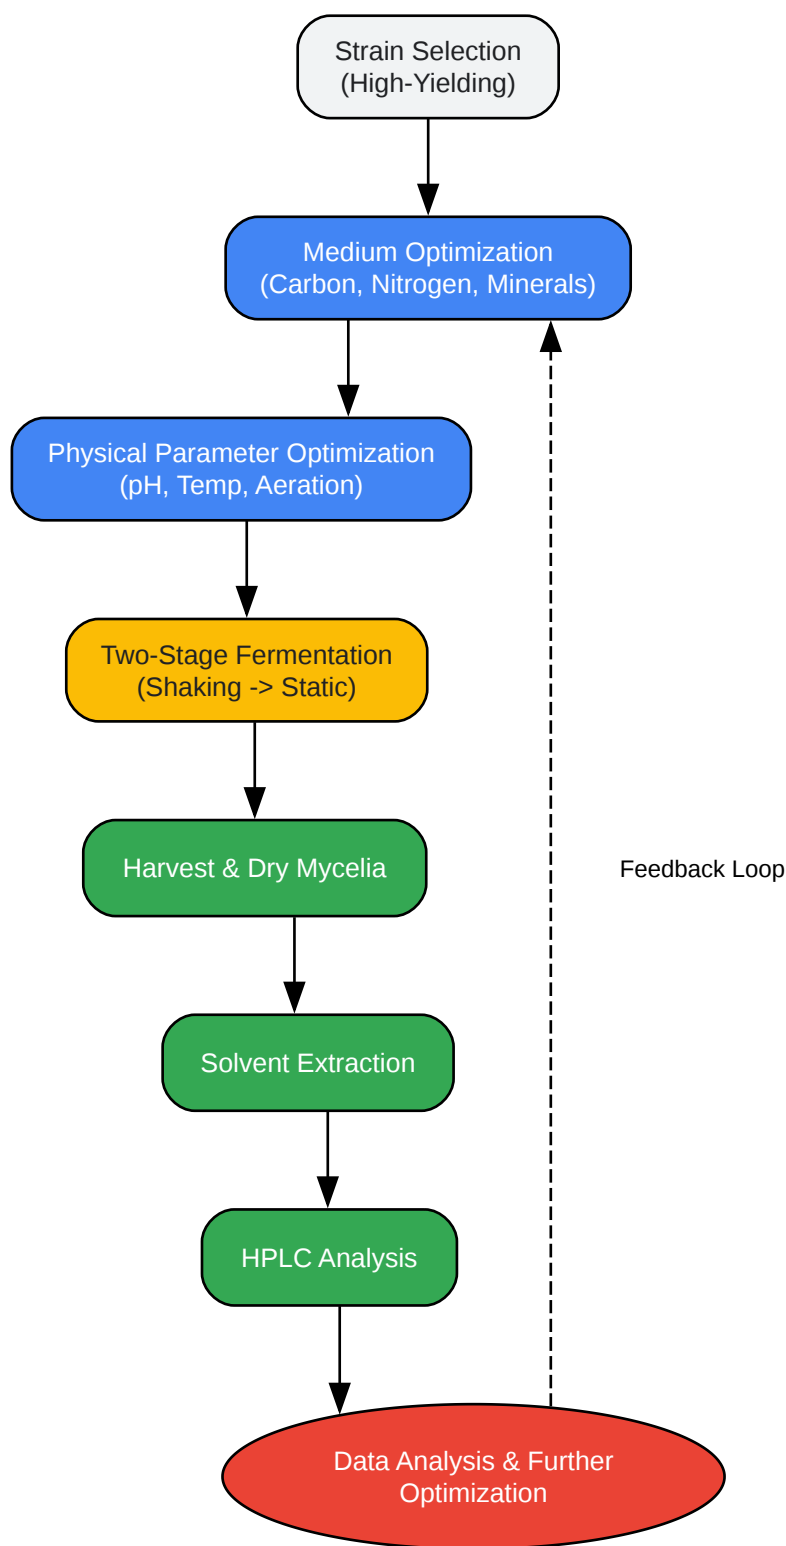 Strain Selection
(High-Yielding)
Medium Optimization
(Carbon, Nitrogen, Minerals)
Physical Parameter Optimization
(pH, Temp, Aeration)
Two-Stage Fermentation
(Shaking -> Static)
Harvest & Dry Mycelia
Feedback Loop
Solvent Extraction
HPLC Analysis
Data Analysis & Further
Optimization